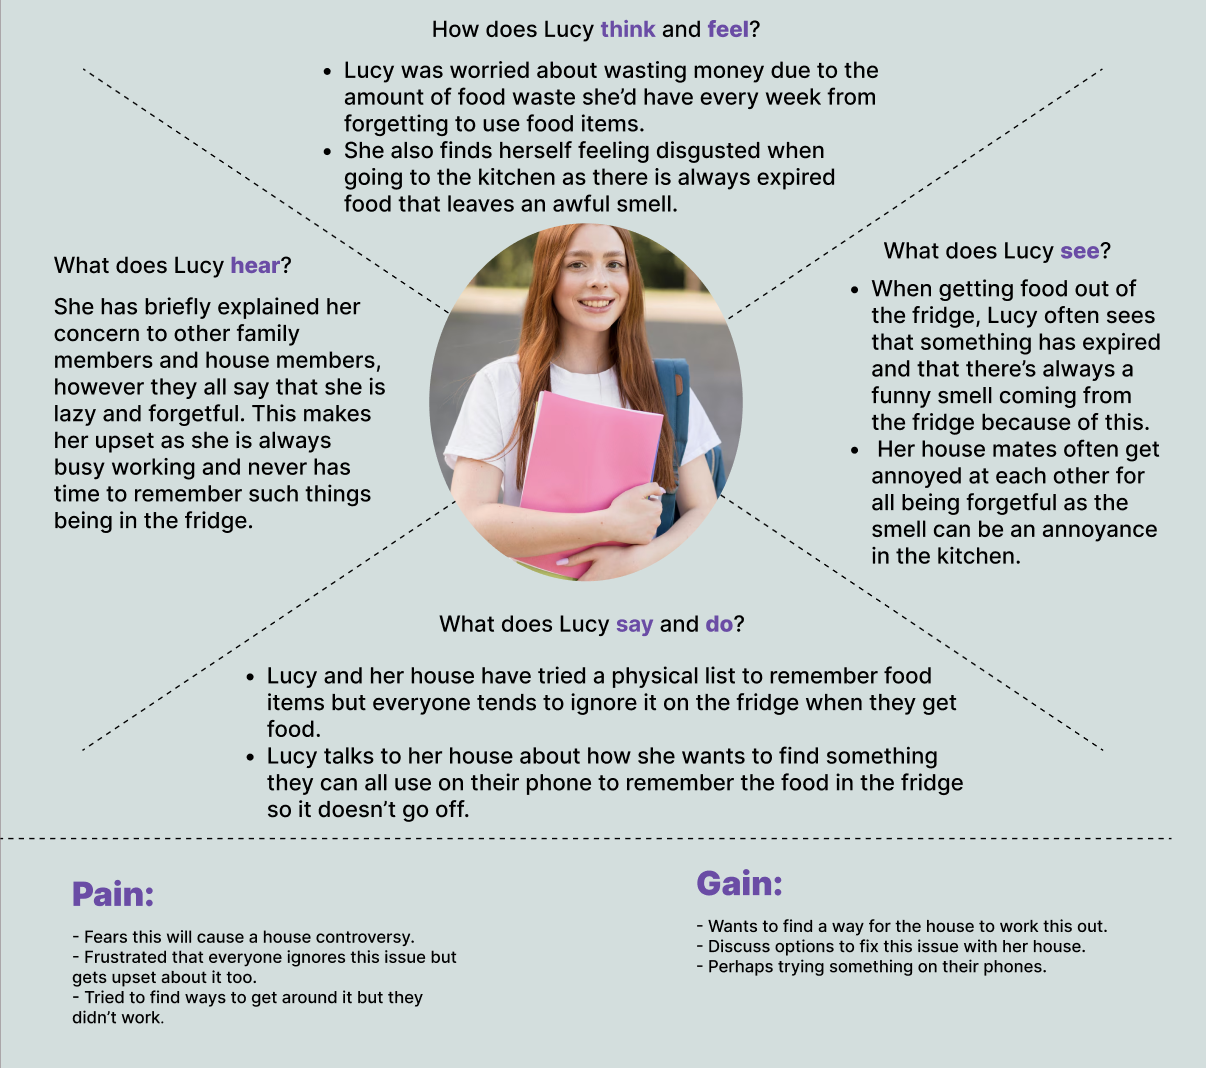 How does Lucy think and feel?
• Lucy was worried about wasting money due to the
amount of food waste she’d have every week from
forgetting to use food items.
• She also finds herself feeling disgusted when
going to the kitchen as there is always expired
food that leaves an awful smell.
What does Lucy hear?
She has briefly explained her
concern to other family
members and house members,
however they all say that she is
lazy and forgetful. This makes
her upset as she is always
busy working and never has
time to remember such things
being in the fridge.
What does Lucy see?
• When getting food out of
the fridge, Lucy often sees
that something has expired
and that there’s always a
funny smell coming from
the fridge because of this.
• Her house mates often get
annoyed at each other for
all being forgetful as the
smell can be an annoyance
in the kitchen.
What does Lucy say and do?
• Lucy and her house have tried a physical list to remember food
items but everyone tends to ignore it on the fridge when they get
food.
• Lucy talks to her house about how she wants to find something
they can all use on their phone to remember the food in the fridge
so it doesn’t go off.
Pain:
- Fears this will cause a house controversy.
- Frustrated that everyone ignores this issue but
gets upset about it too.
- Tried to find ways to get around it but they
didn’t work.
Gain:
- Wants to find a way for the house to work this out.
- Discuss options to fix this issue with her house.
- Perhaps trying something on their phones.